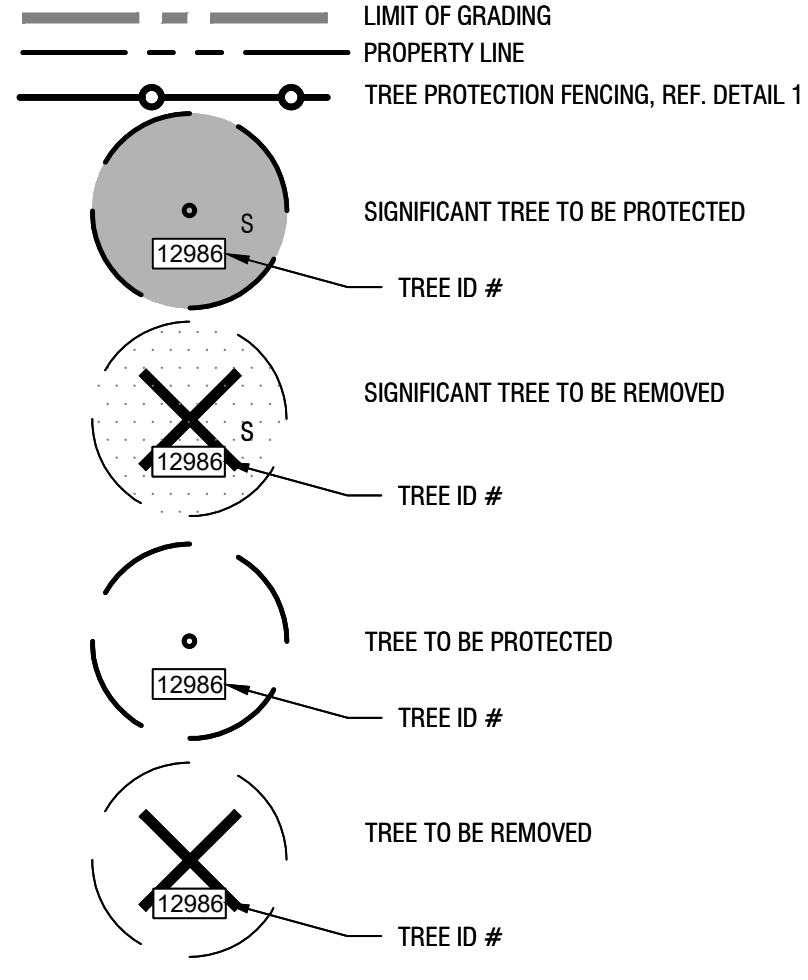 LIMIT OF GRADING
PROPERTY LINE
TREE PROTECTION FENCING, REF. DETAIL 1
SIGNIFICANT TREE TO BE PROTECTED
S
12986
TREE ID #
SIGNIFICANT TREE TO BE REMOVED
S
12986
TREE ID #
TREE TO BE PROTECTED
12986
TREE ID #
TREE TO BE REMOVED
12986
TREE ID #